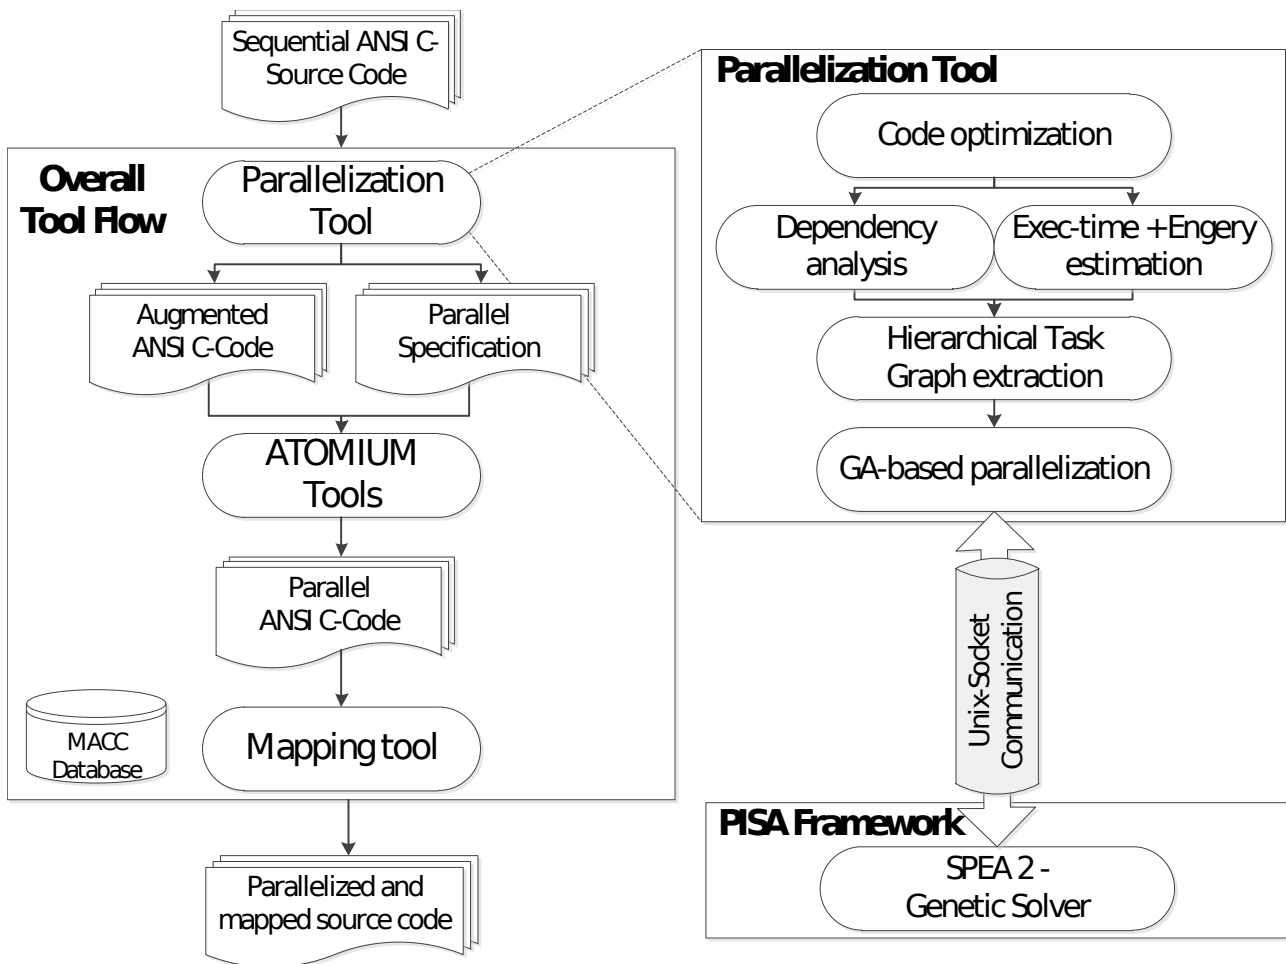 Sequential ANSI C-
Source Code
Overall
Tool Flow
Parallelization
Tool
Augmented
ANSI C-Code
Parallel
Specification
ATOMIUM
Tools
Parallel
ANSI C-Code
MACC
Database
Mapping tool
Parallelized and
mapped source code
Parallelization Tool
Code optimization
Dependency
analysis
Exec-time +Engery
estimation
Hierarchical Task
Graph extraction
GA-based parallelization
Unix-Socket
Communication
PISA Framework
SPEA 2 -
Genetic Solver